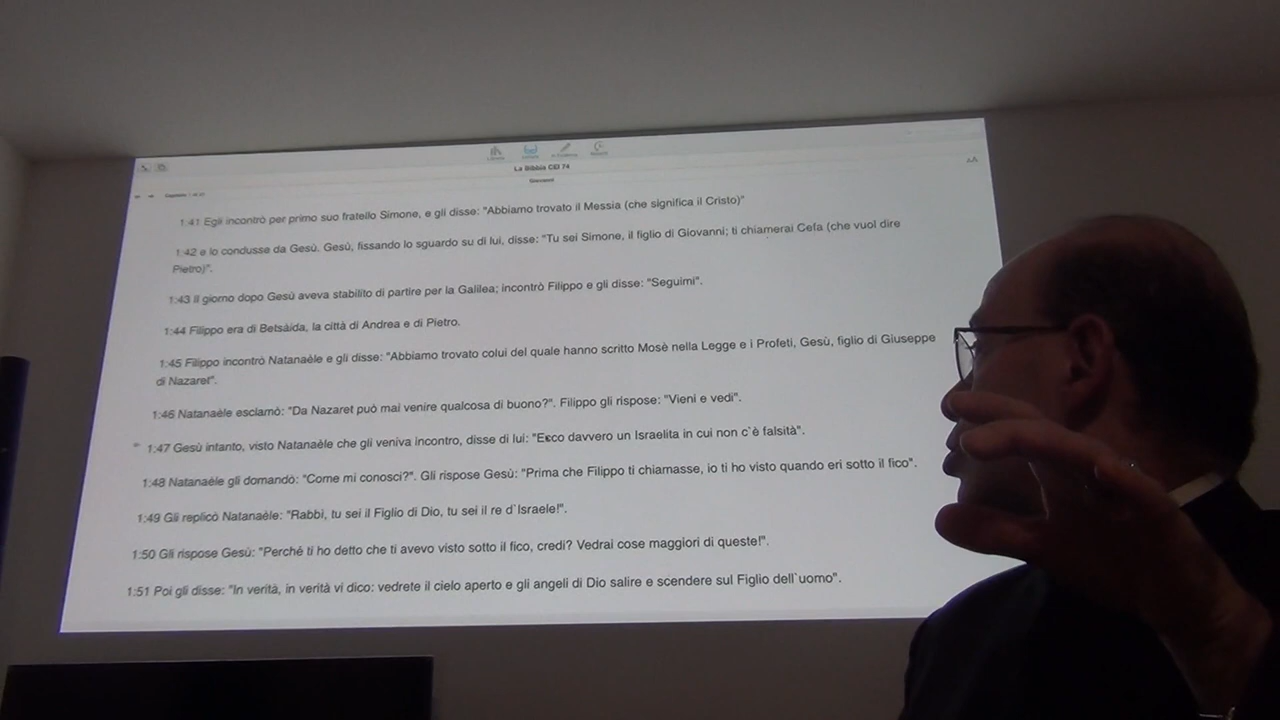 La Bibbia CEI 74
Giovanni
AA
1:41 Egli incontrò per primo suo fratello Simone, e gli disse: "Abbiamo trovato il Messia (che significa il Cristo)"
1:42 e lo condusse da Gesù. Gesù, fissando lo sguardo su di lui, disse: "Tu sei Simone, il figlio di Giovanni; ti chiamerai Cefa (che vuol dire
Pietro)".
1:43 Il giorno dopo Gesù aveva stabilito di partire per la Galilea; incontrò Filippo e gli disse: "Seguimi".
1:44 Filippo era di Betsàida, la città di Andrea e di Pietro.
1:45 Filippo incontrò Natanaèle e gli disse: "Abbiamo trovato colui del quale hanno scritto Mosè nella Legge e i Profeti, Gesù, figlio di Giuseppe
di Nazaret".
1:46 Natanaèle esclamò: "Da Nazaret può mai venire qualcosa di buono?". Filippo gli rispose: "Vieni e vedi".
1:47 Gesù intanto, visto Natanaèle che gli veniva incontro, disse di lui: "Ecco davvero un Israelita in cui non c`è falsità".
1:48 Natanaèle gli domandò: "Come mi conosci?". Gli rispose Gesù: "Prima che Filippo ti chiamasse, io ti ho visto quando eri sotto il fico".
1:49 Gli replicò Natanaèle: "Rabbì, tu sei il Figlio di Dio, tu sei il re d`Israele!".
1:50 Gli rispose Gesù: "Perché ti ho detto che ti avevo visto sotto il fico, credi? Vedrai cose maggiori di queste!".
1:51 Poi gli disse: "In verità, in verità vi dico: vedrete il cielo aperto e gli angeli di Dio salire e scendere sul Figlio dell`uomo".